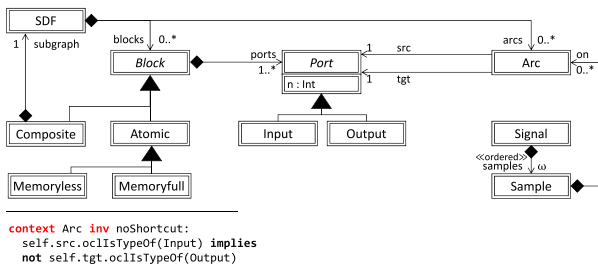 SDF
blocks 0..*
arcs 0..*
1 subgraph
Block
ports
1..*
Port
n : Int
1 src
1 tgt
Arc
on
0..*
Composite
Atomic
Input
Output
Signal
≪ordered≫
samples ω
Memoryless
Memoryfull
Sample
context Arc inv noShortcut:
self.src.oclIsTypeOf(Input) implies
not self.tgt.oclIsTypeOf(Output)